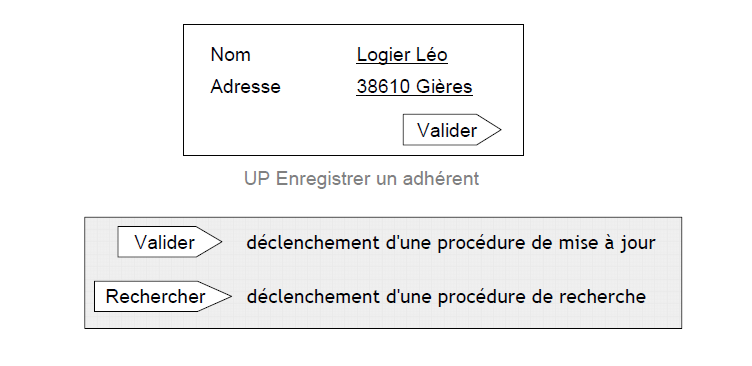 Nom Logier Léo
Adresse 38610 Gières
Valider
UP Enregistrer un adhérent
Valider déclenchement d'une procédure de mise à jour
Rechercher déclenchement d'une procédure de recherche